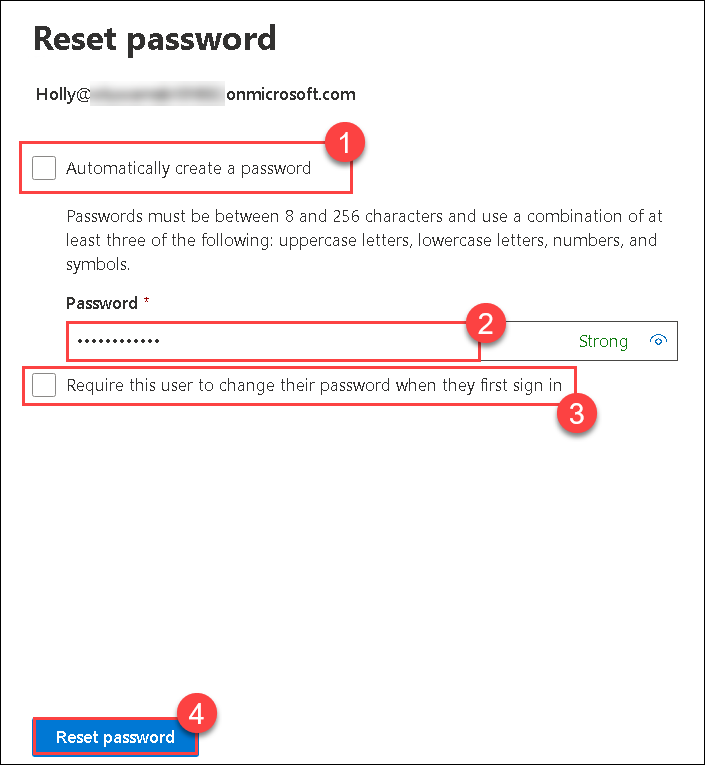 Reset password
Holly@ onmicrosoft.com
1
Automatically create a password
Passwords must be between 8 and 256 characters and use a combination of at
least three of the following: uppercase letters, lowercase letters, numbers, and
symbols.
Password *
2
•••••••••••• Strong
Require this user to change their password when they first sign in
3
4
Reset password